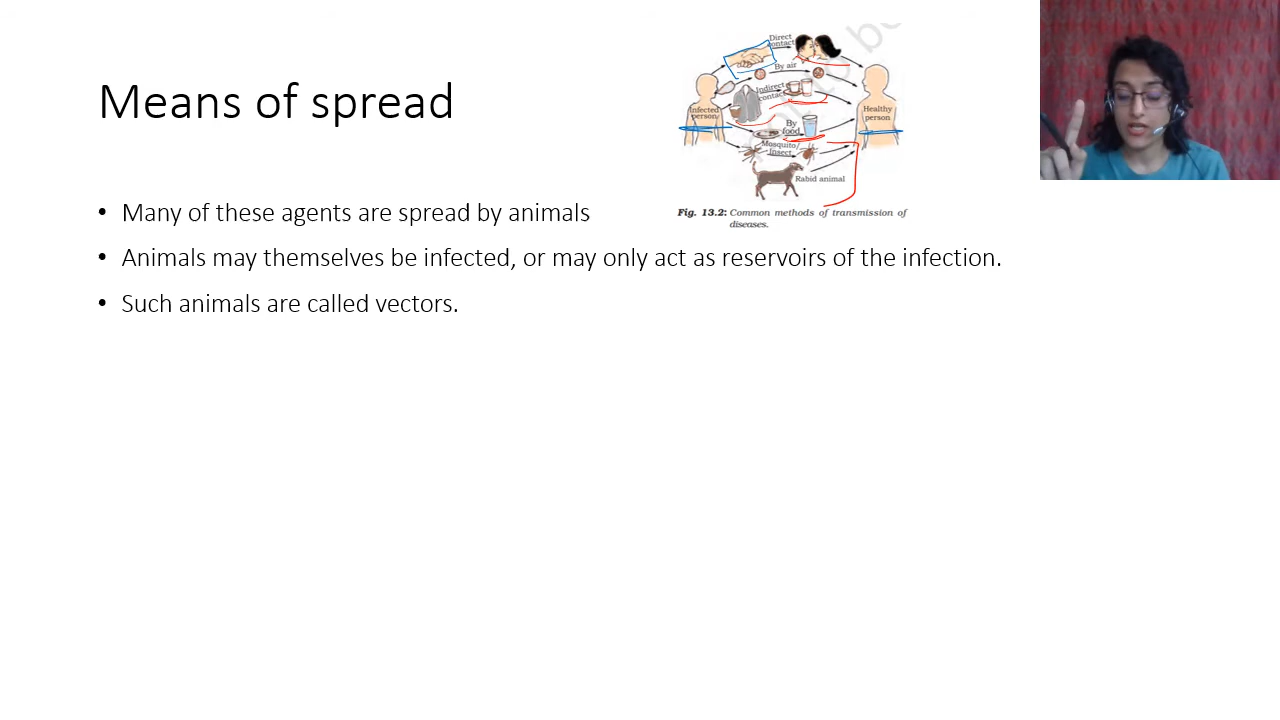 Means of spread
Direct
contact
By air
Indirect
contact
Infected
person
Healthy
person
By
food
Mosquito/
Insect
Rabid animal
Fig. 13.2: Common methods of transmission of
diseases.
• Many of these agents are spread by animals
• Animals may themselves be infected, or may only act as reservoirs of the infection.
• Such animals are called vectors.